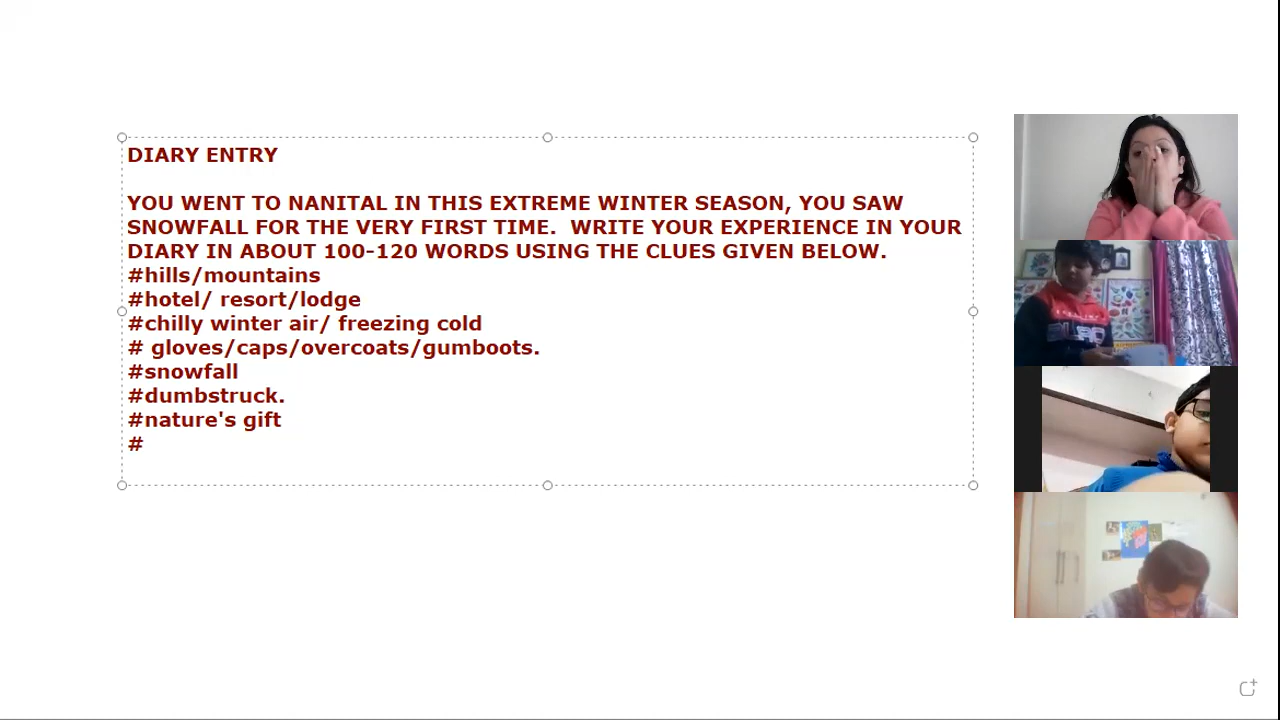 DIARY ENTRY
YOU WENT TO NANITAL IN THIS EXTREME WINTER SEASON, YOU SAW
SNOWFALL FOR THE VERY FIRST TIME.  WRITE YOUR EXPERIENCE IN YOUR
DIARY IN ABOUT 100-120 WORDS USING THE CLUES GIVEN BELOW.
#hills/mountains
#hotel/ resort/lodge
#chilly winter air/ freezing cold
# gloves/caps/overcoats/gumboots.
#snowfall
#dumbstruck.
#nature's gift
#